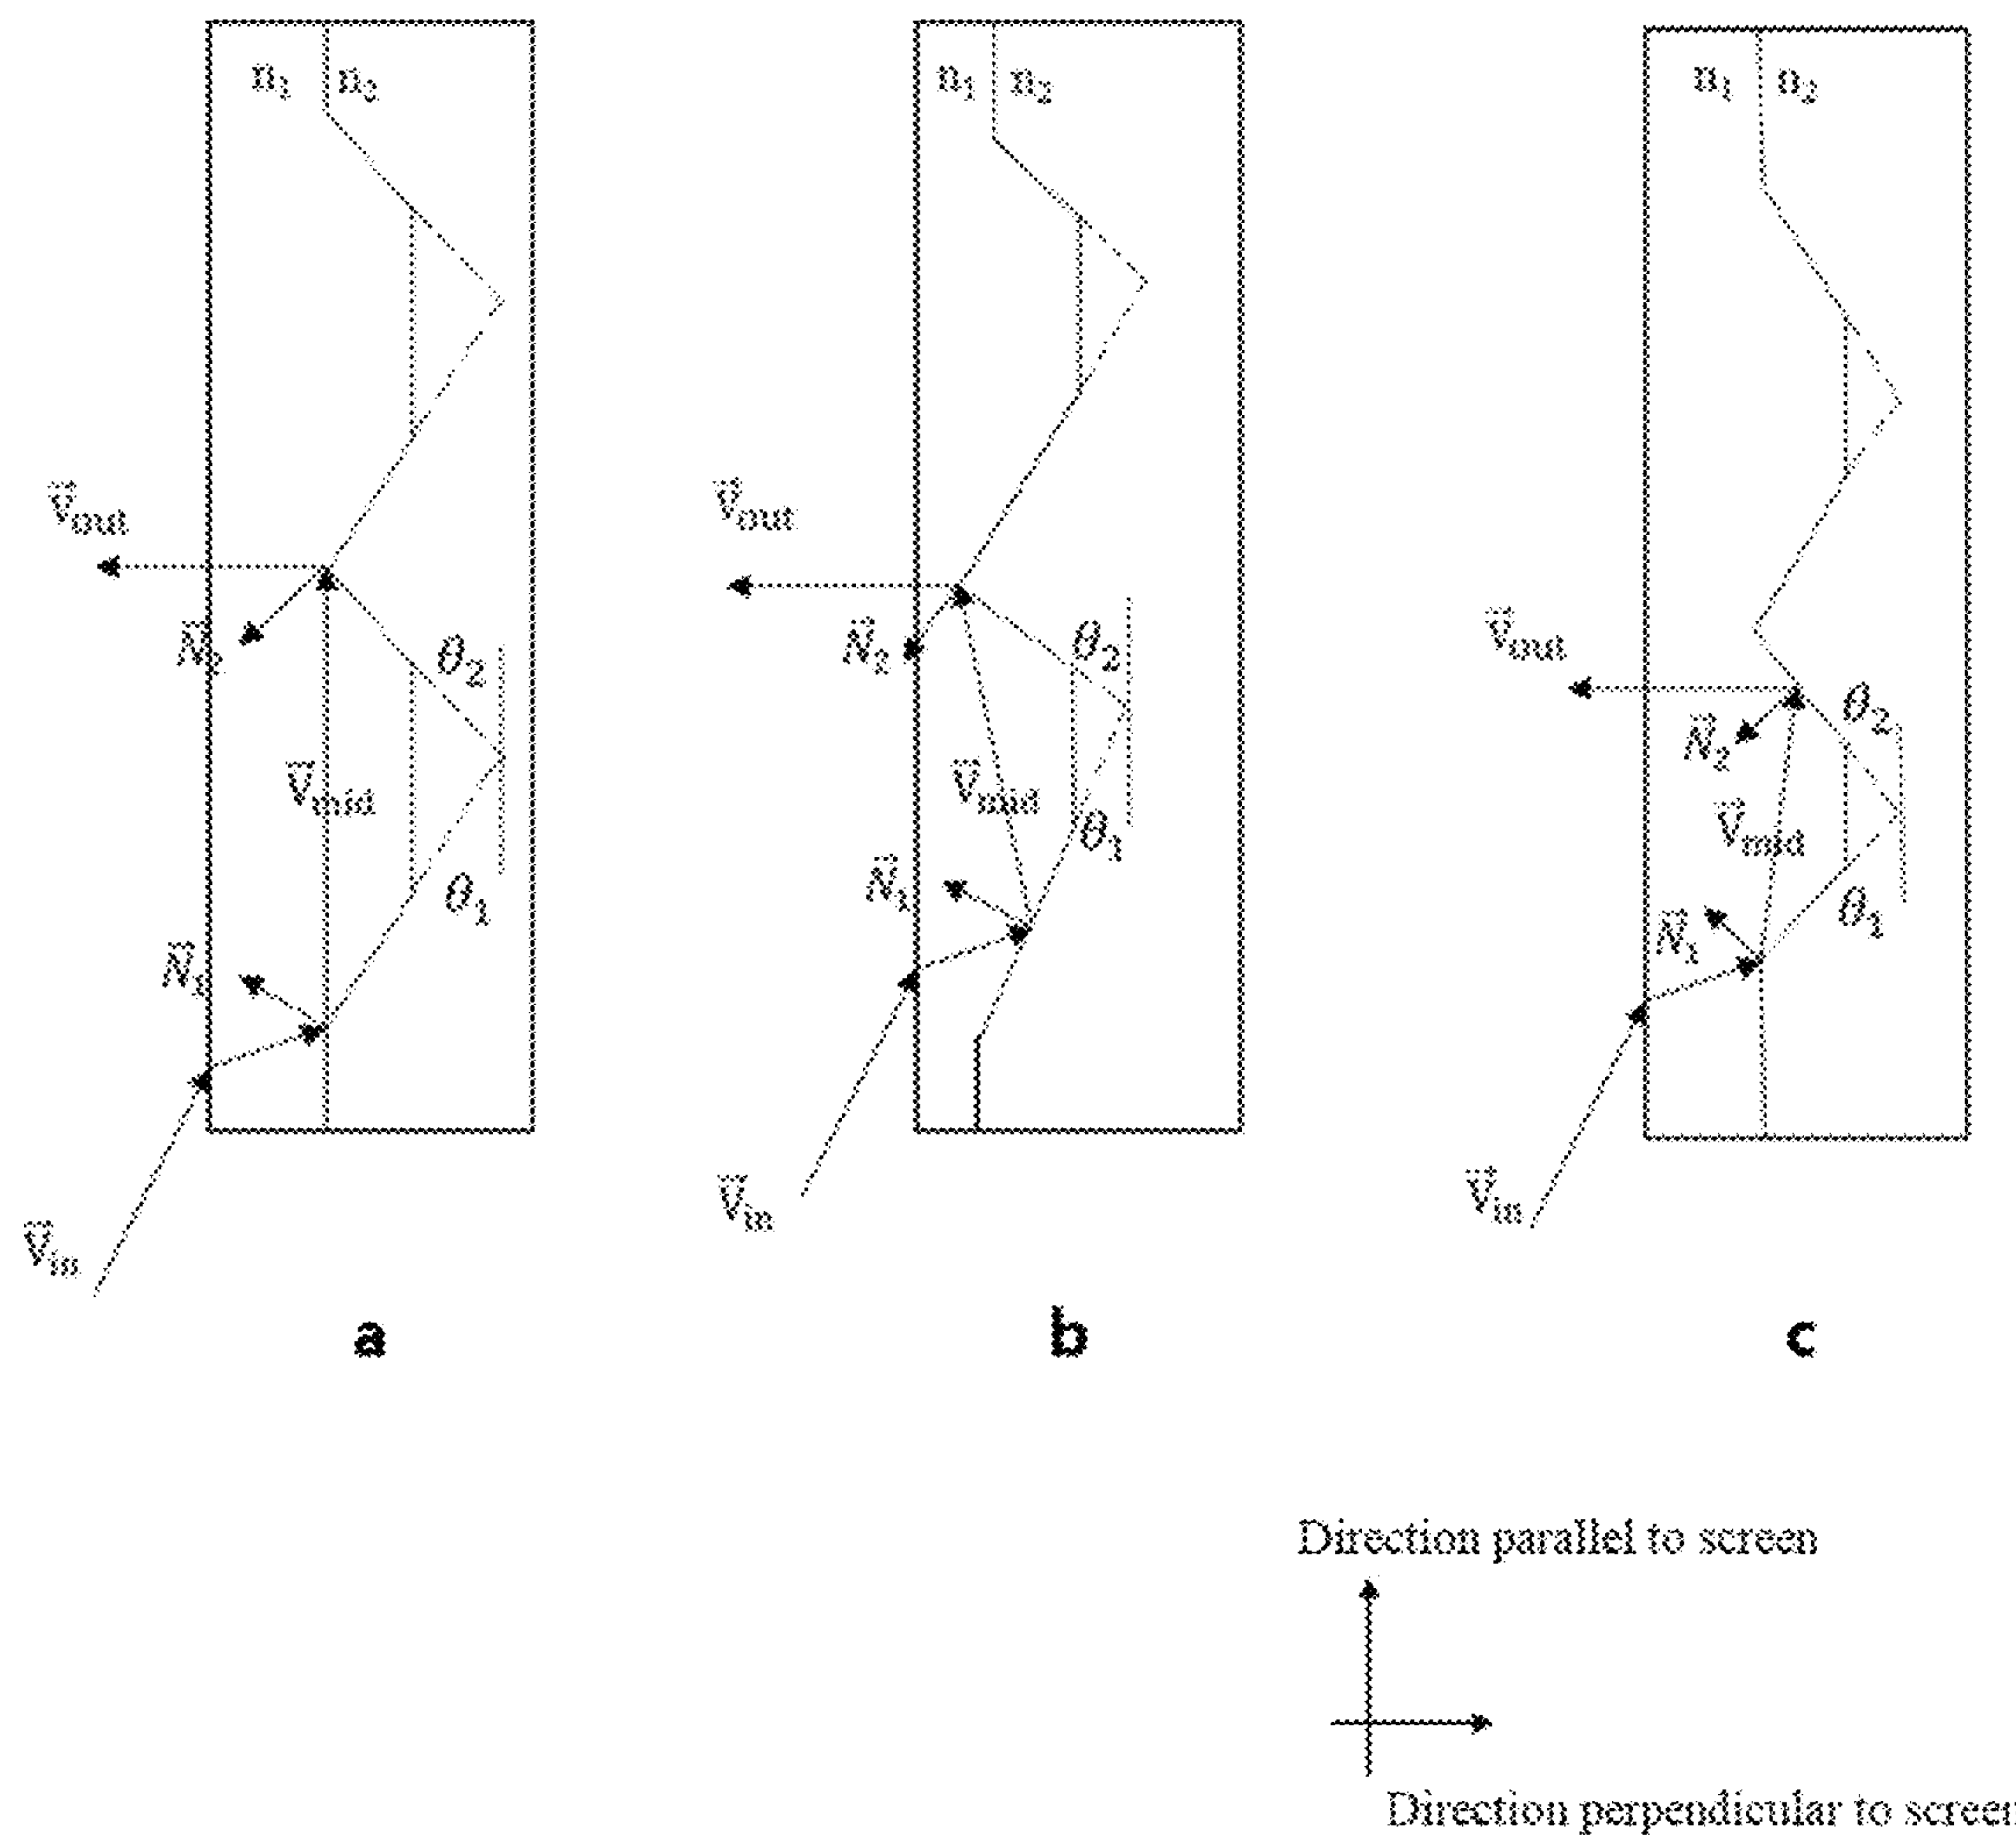 n₁ n₂
n₁ n₂
n₁ n₂
V⃗out
V⃗out
V⃗out
N⃗₂
θ₂
N⃗₂
θ₂
N⃗₂
θ₂
V⃗mid
V⃗mid
V⃗mid
N⃗₁
θ₁
N⃗₁
θ₁
N⃗₁
θ₁
V⃗in
V⃗in
V⃗in
a
b
c
Direction parallel to screen
Direction perpendicular to screen